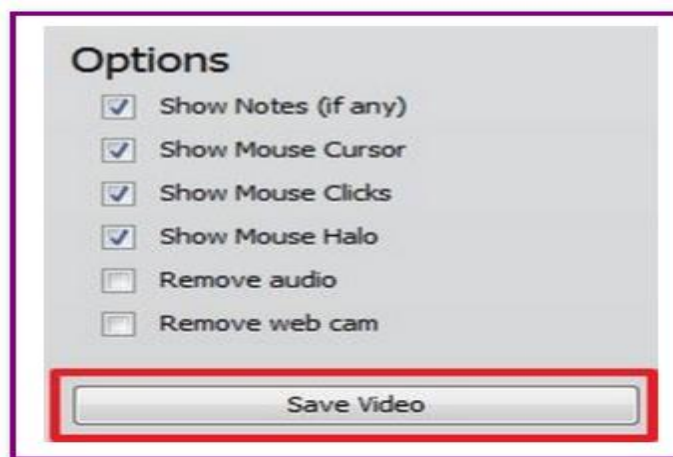 Options
Show Notes (if any)
Show Mouse Cursor
Show Mouse Clicks
Show Mouse Halo
Remove audio
Remove web cam
Save Video